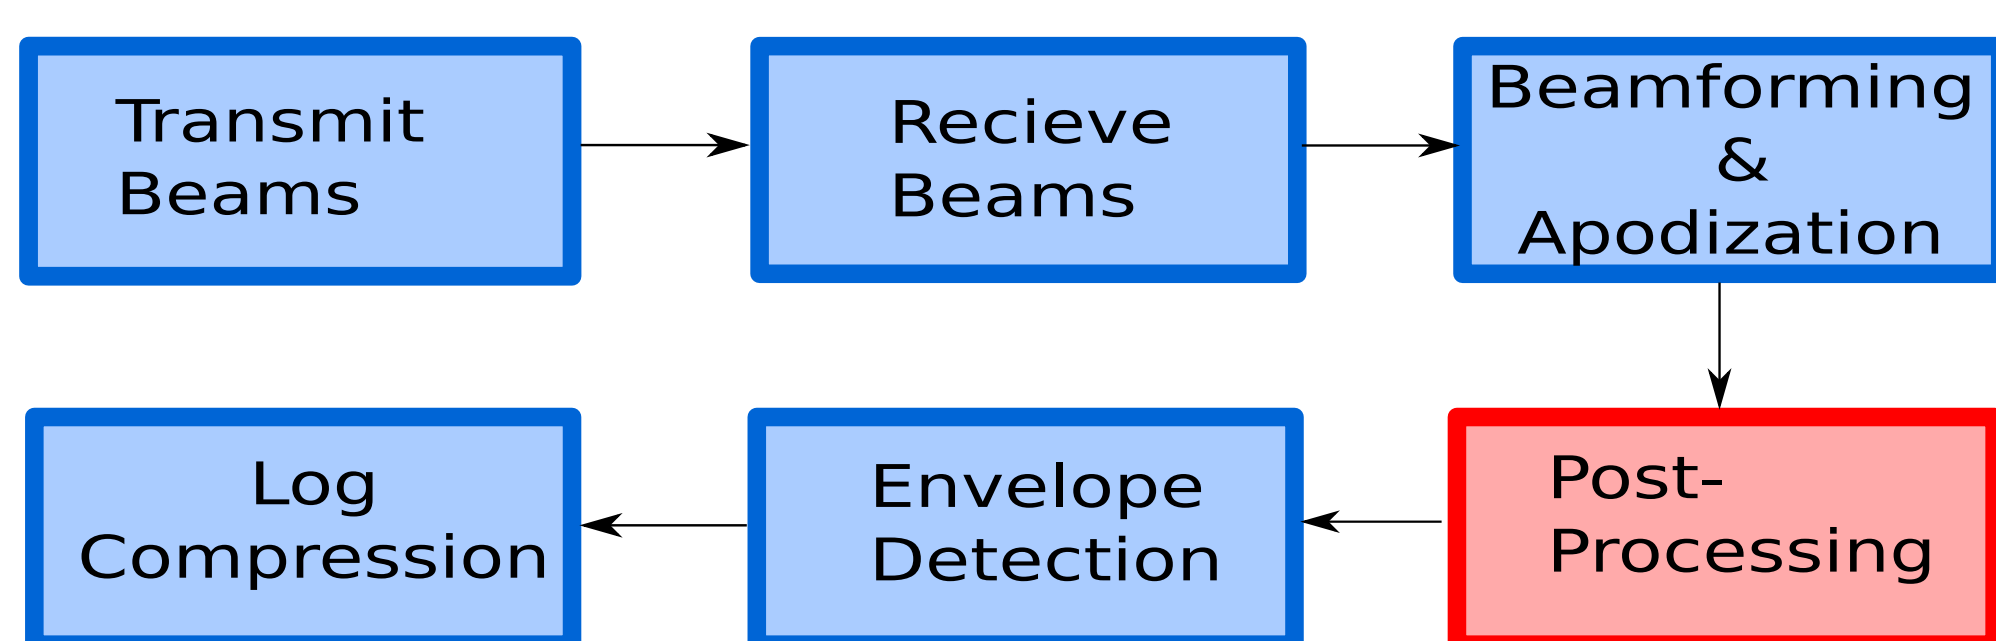 Transmit
Beams
Recieve
Beams
Beamforming
&
Apodization
Post-
Processing
Envelope
Detection
Log
Compression